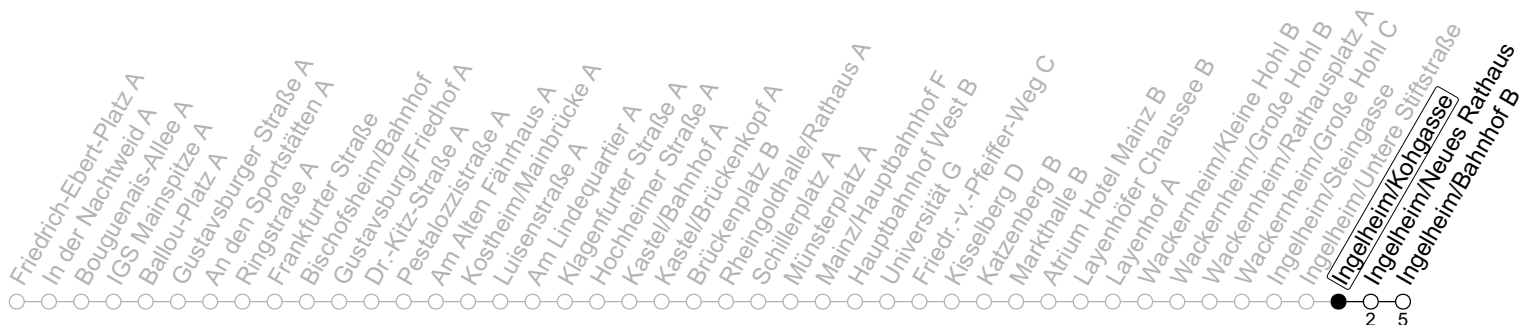 Friedrich-Ebert-Platz A
In der Nachtweid A
Bouguenais-Allee A
IGS Mainspitze A
Ballou-Platz A
Gustavsburger Straße A
An den Sportstätten A
Ringstraße A
Frankfurter Straße
Bischofsheim/Bahnhof
Gustavsburg/Friedhof A
Dr.-Kitz-Straße A
Pestalozzistraße A
Am Alten Fährhaus A
Kostheim/Mainbrücke A
Luisenstraße A
Am Lindequartier A
Klagenfurter Straße A
Hochheimer Straße A
Kastel/Bahnhof A
Kastel/Brückenkopf A
Brückenplatz B
Rheingoldhalle/Rathaus A
Schillerplatz A
Münsterplatz A
Mainz/Hauptbahnhof F
Hauptbahnhof West B
Universität G
Friedr.-v.-Pfeiffer-Weg C
Kisselberg D
Katzenberg B
Markthalle B
Atrium Hotel Mainz B
Layenhöfer Chaussee B
Layenhof A
Wackernheim/Kleine Hohl B
Wackernheim/Große Hohl B
Wackernheim/Rathausplatz A
Wackernheim/Große Hohl C
Ingelheim/Steingasse
Ingelheim/Untere Stiftstraße
Ingelheim/Kohgasse
Ingelheim/Neues Rathaus
Ingelheim/Bahnhof B
2 5